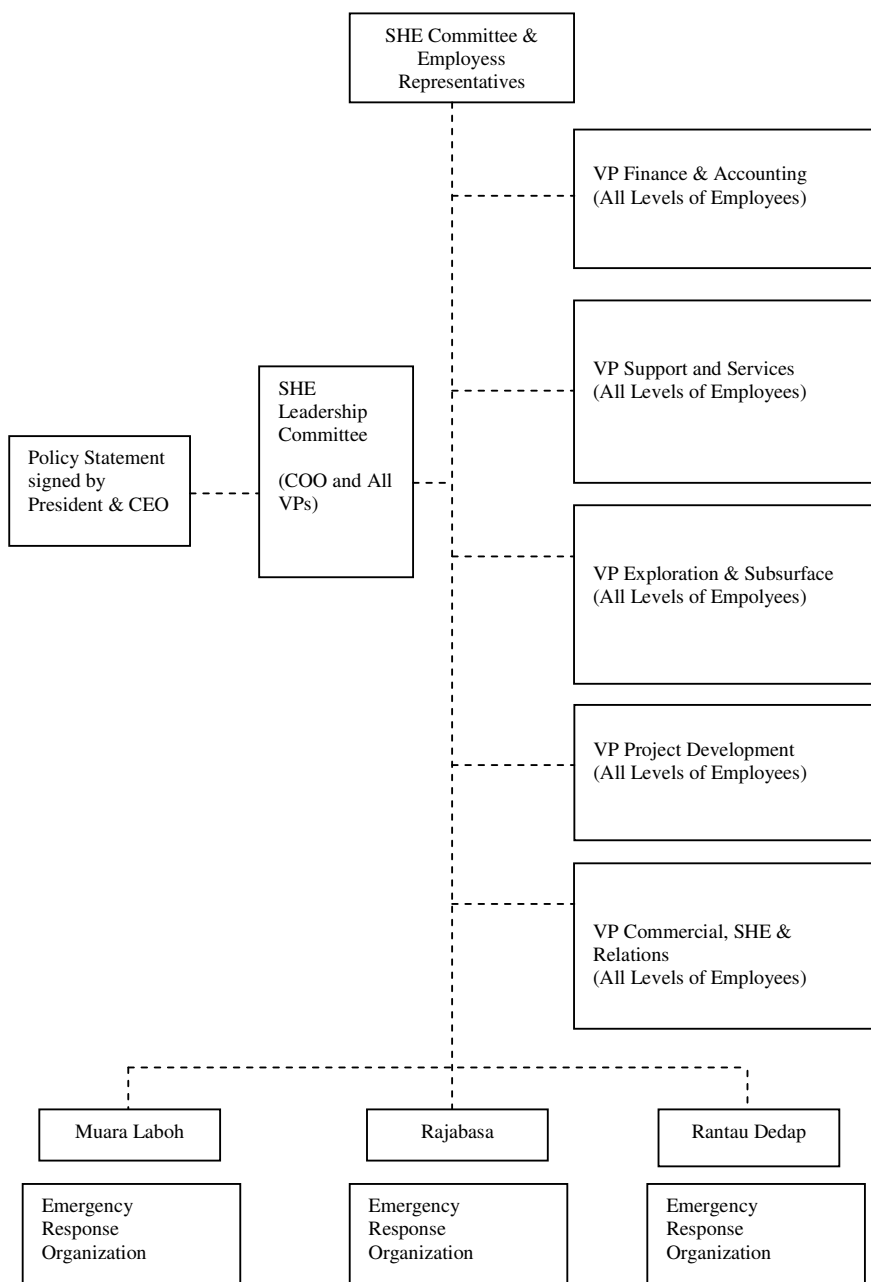 SHE Committee &
Employess
Representatives
VP Finance & Accounting
(All Levels of Employees)
VP Support and Services
(All Levels of Employees)
SHE
Leadership
Committee
(COO and All
VPs)
Policy Statement
signed by
President & CEO
VP Exploration & Subsurface
(All Levels of Empolyees)
VP Project Development
(All Levels of Employees)
VP Commercial, SHE &
Relations
(All Levels of Employees)
Muara Laboh
Rajabasa
Rantau Dedap
Emergency
Response
Organization
Emergency
Response
Organization
Emergency
Response
Organization